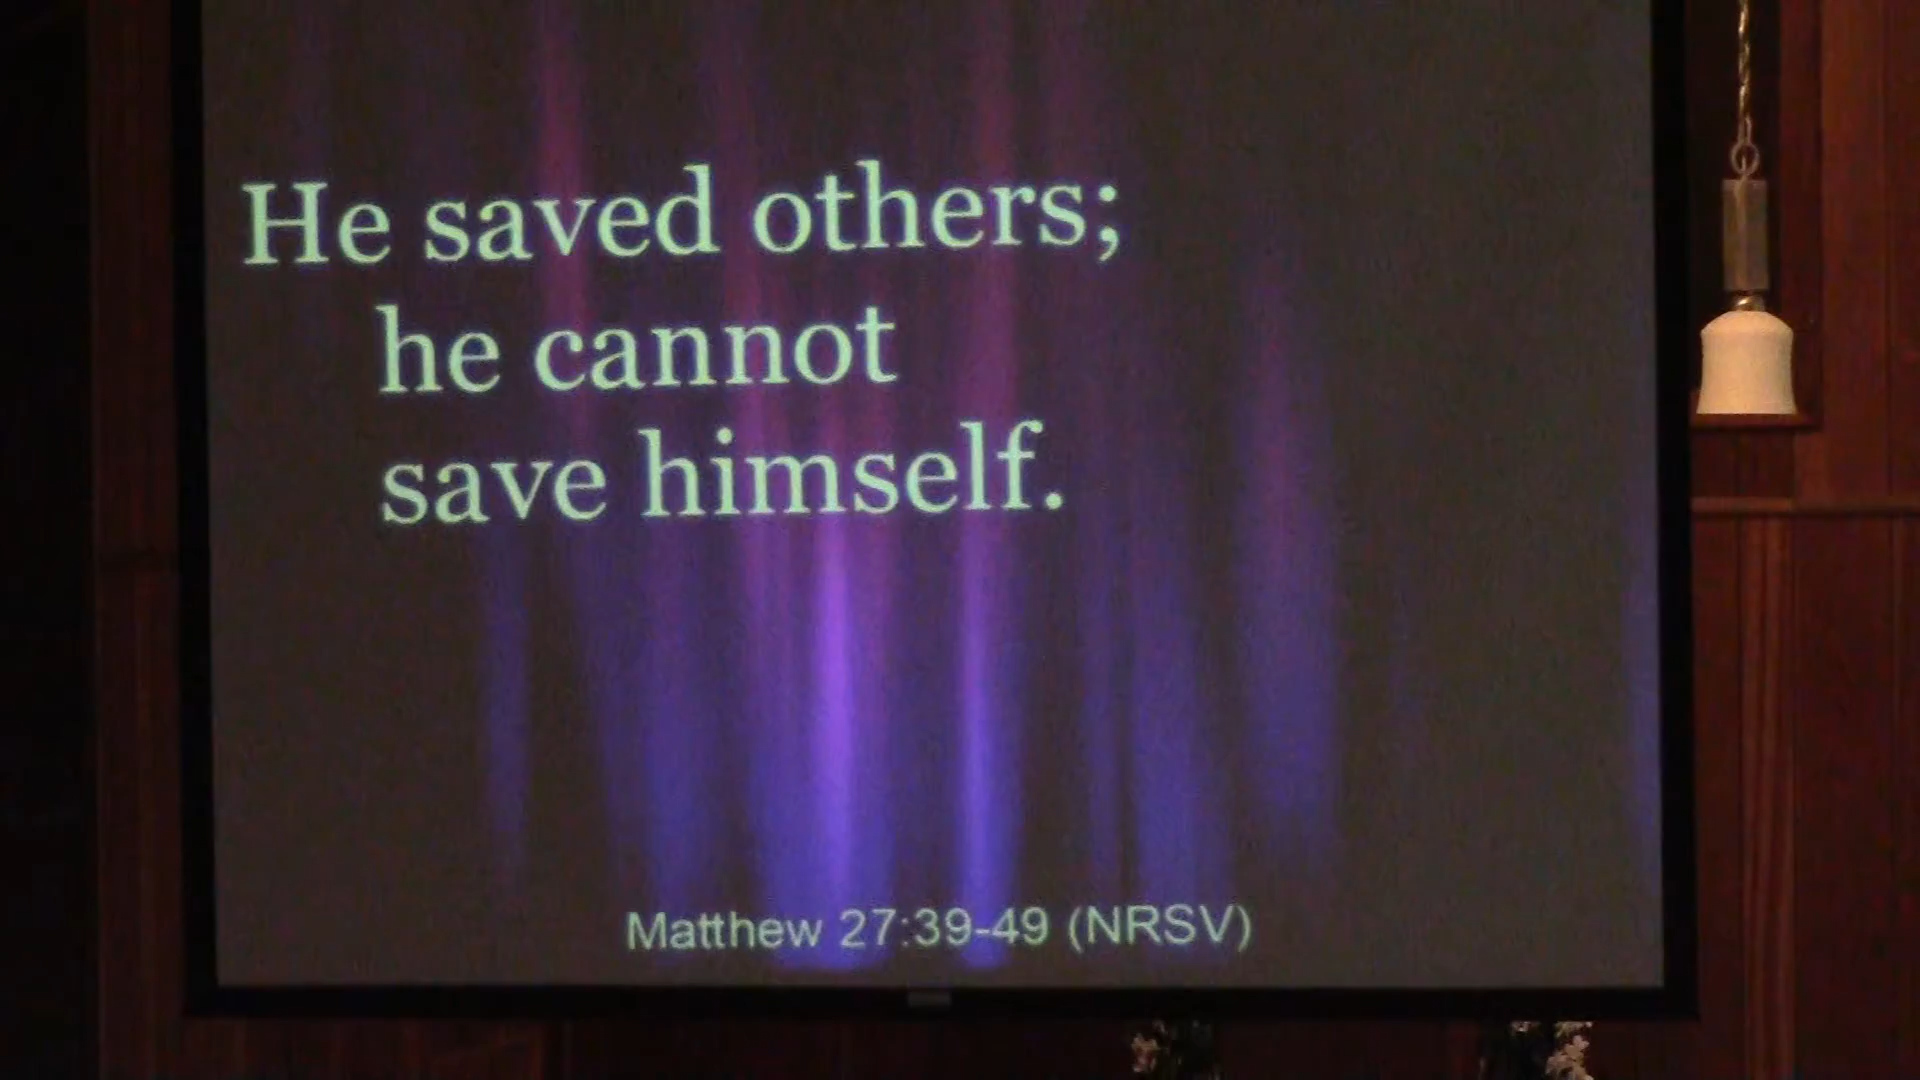 He saved others;
he cannot
save himself.
Matthew 27:39-49 (NRSV)